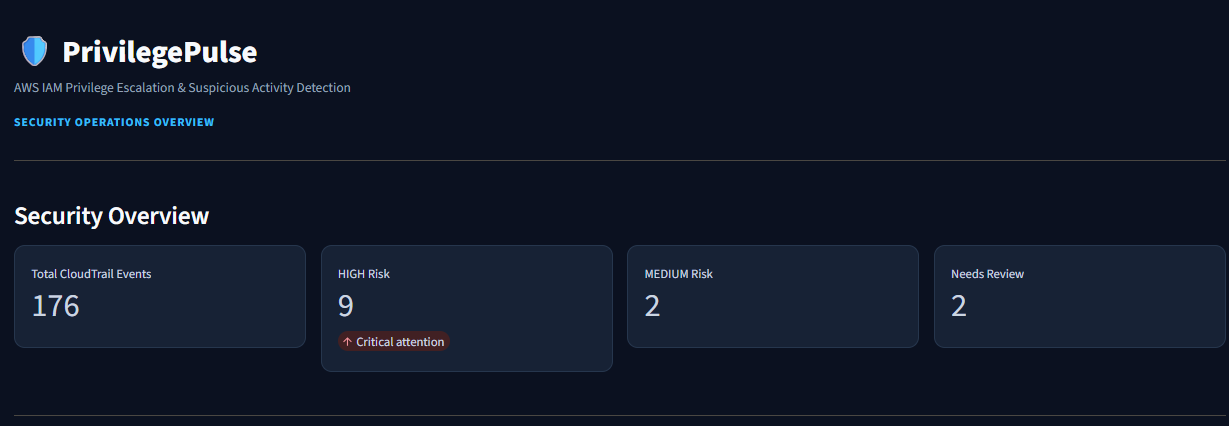 PrivilegePulse
AWS IAM Privilege Escalation & Suspicious Activity Detection
SECURITY OPERATIONS OVERVIEW
Security Overview
Total CloudTrail Events
176
HIGH Risk
9
↑ Critical attention
MEDIUM Risk
2
Needs Review
2